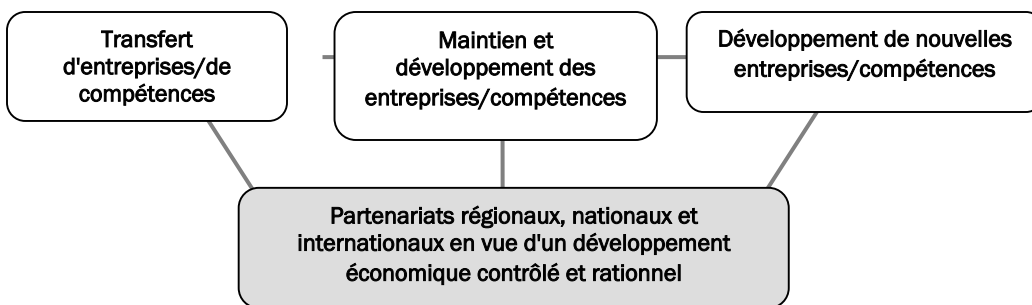 Transfert
d'entreprises/de
compétences
Maintien et
développement des
entreprises/compétences
Développement de nouvelles
entreprises/compétences
Partenariats régionaux, nationaux et
internationaux en vue d'un développement
économique contrôlé et rationnel